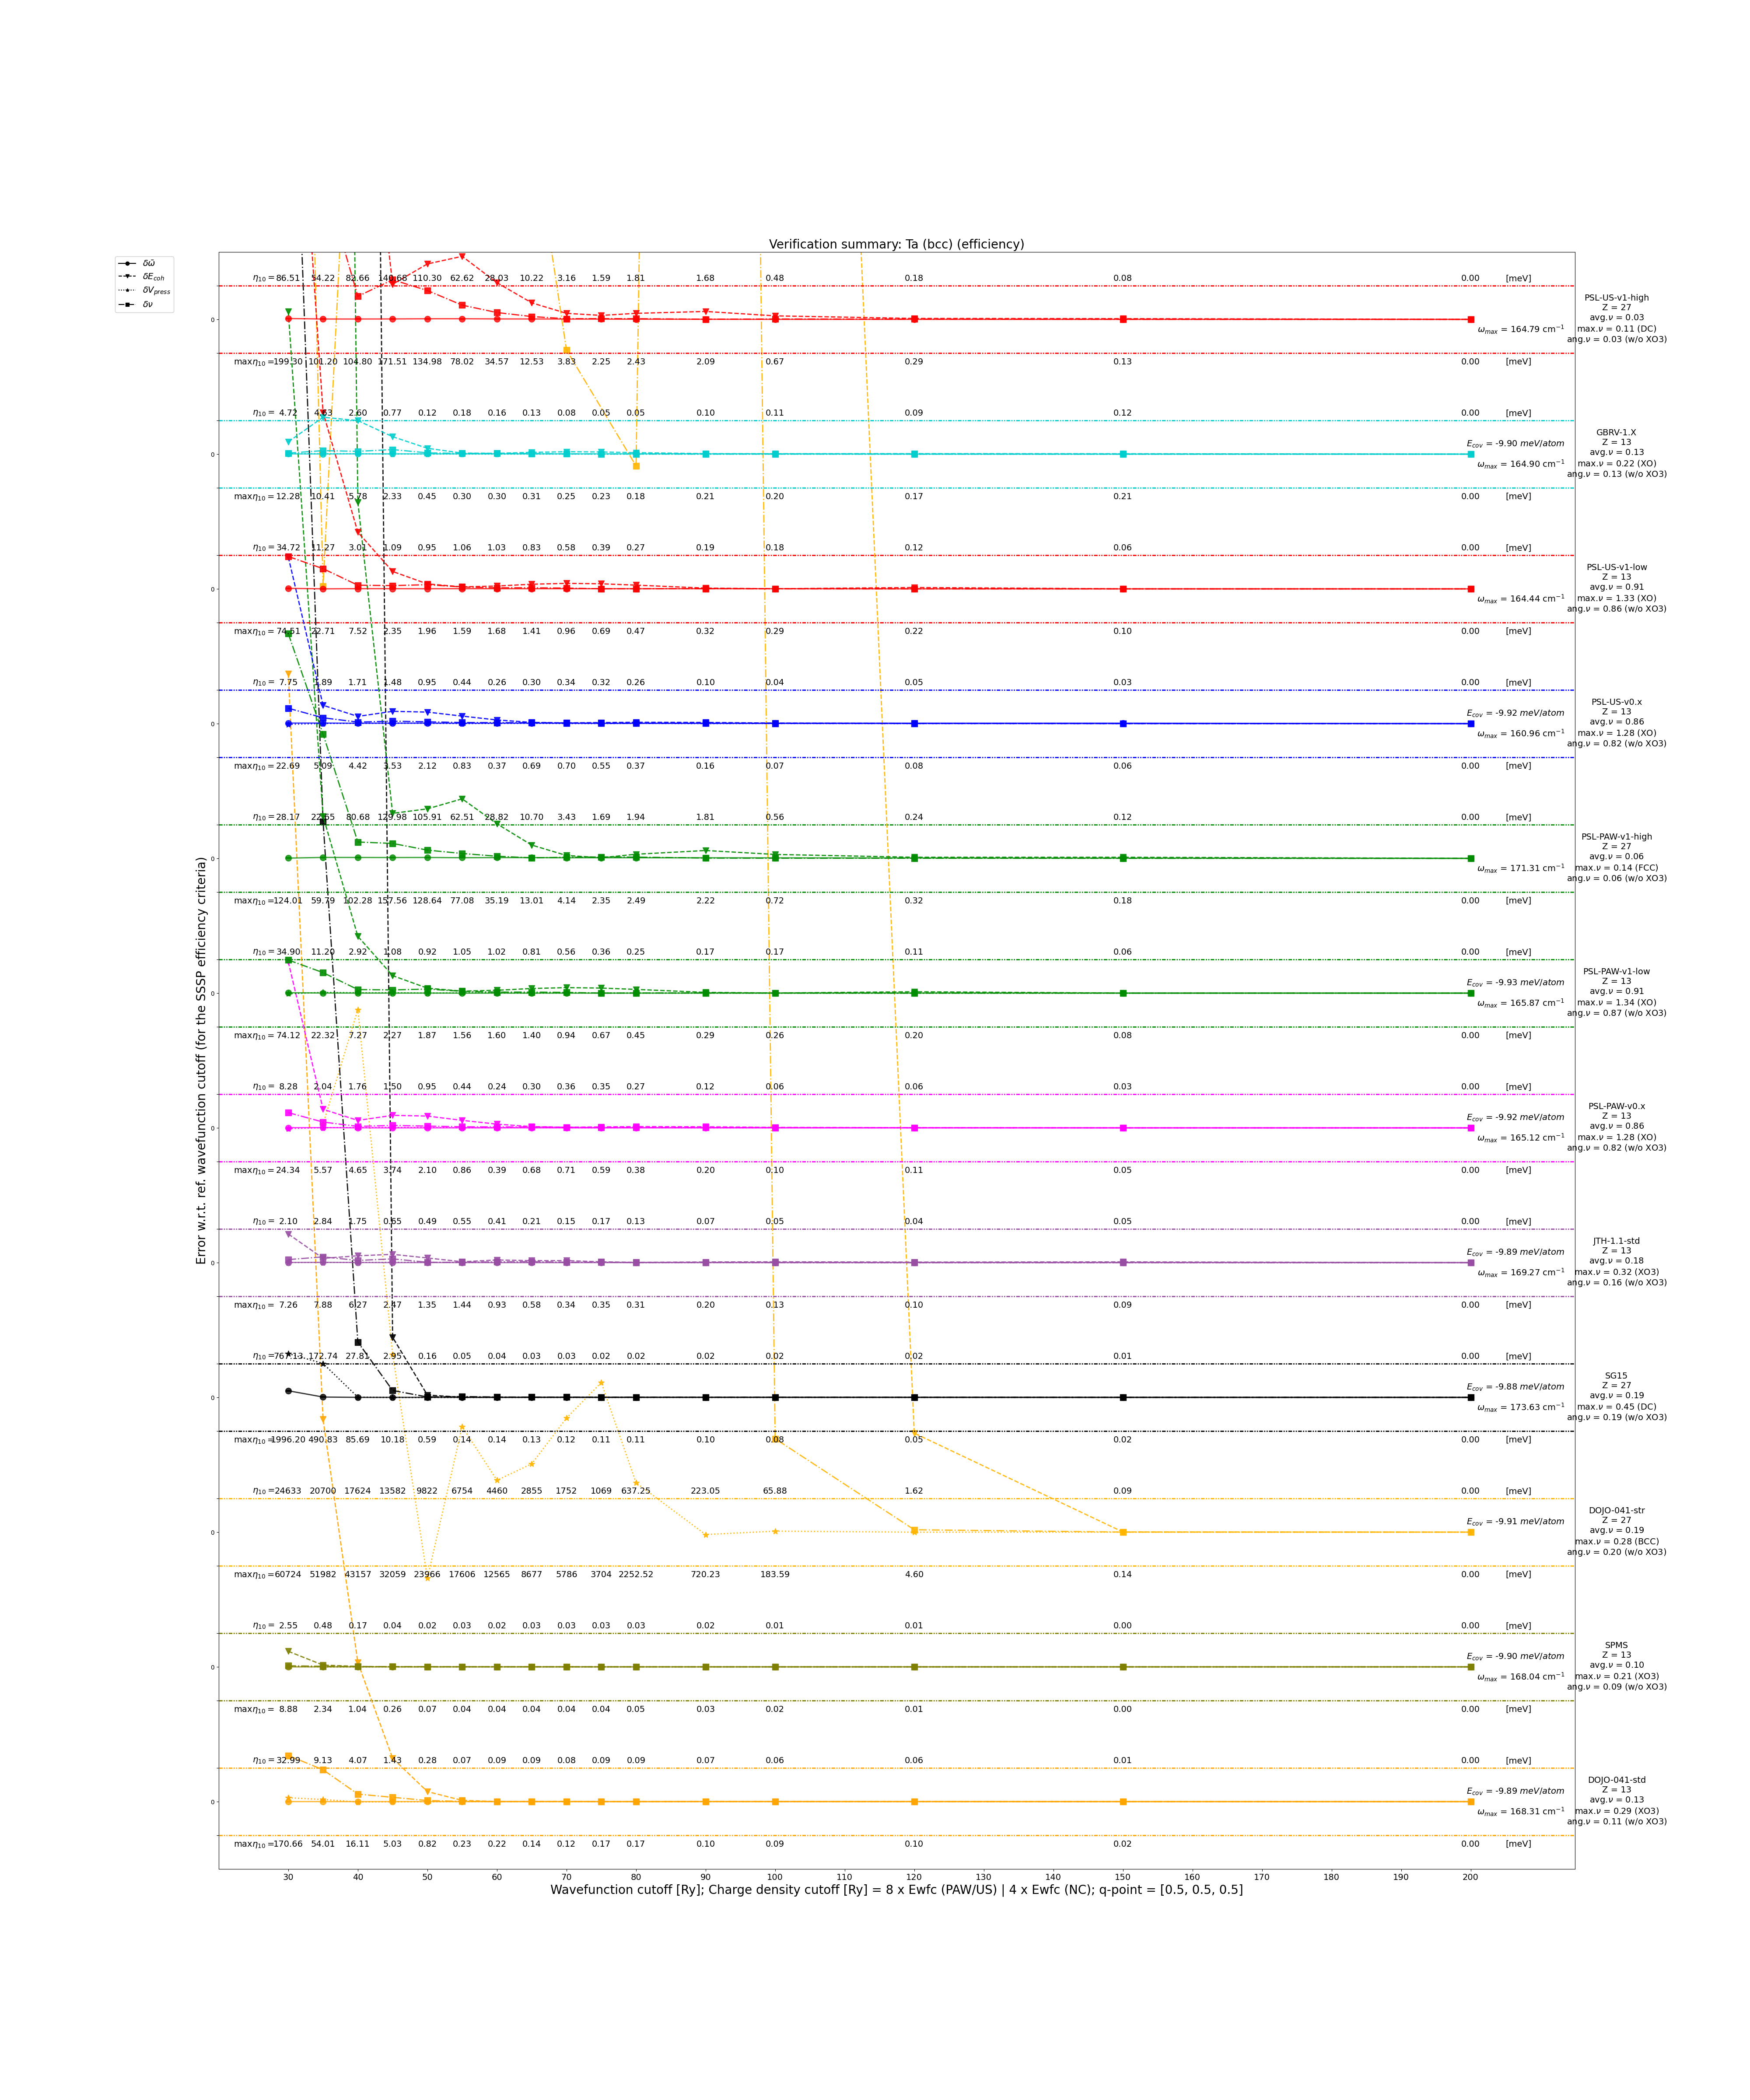 Verification summary: Ta (bcc) (efficiency)
δω̄
δE_coh
δV_press
δν
Error w.r.t. ref. wavefunction cutoff (for the SSSP efficiency criteria)
η₁₀ = 86.51 54.22 82.66 140.68 110.30 62.62 28.03 10.22 3.16 1.59 1.81 1.68 0.48 0.18 0.08 0.00 [meV]
0
ω_max = 164.79 cm⁻¹
PSL-US-v1-high
Z = 27
avg.ν = 0.03
max.ν = 0.11 (DC)
ang.ν = 0.03 (w/o XO3)
maxη₁₀ = 199.30 101.20 104.80 171.51 134.98 78.02 34.57 12.53 3.83 2.25 2.43 2.09 0.67 0.29 0.13 0.00 [meV]
η₁₀ = 4.72 4.63 2.60 0.77 0.12 0.18 0.16 0.13 0.08 0.05 0.05 0.10 0.11 0.09 0.12 0.00 [meV]
0
E_cov = -9.90 meV/atom
ω_max = 164.90 cm⁻¹
GBRV-1.X
Z = 13
avg.ν = 0.13
max.ν = 0.22 (XO)
ang.ν = 0.13 (w/o XO3)
maxη₁₀ = 12.28 10.41 5.78 2.33 0.45 0.30 0.30 0.31 0.25 0.23 0.18 0.21 0.20 0.17 0.21 0.00 [meV]
η₁₀ = 34.72 11.27 3.01 1.09 0.95 1.06 1.03 0.83 0.58 0.39 0.27 0.19 0.18 0.12 0.06 0.00 [meV]
0
ω_max = 164.44 cm⁻¹
PSL-US-v1-low
Z = 13
avg.ν = 0.91
max.ν = 1.33 (XO)
ang.ν = 0.86 (w/o XO3)
maxη₁₀ = 74.51 22.71 7.52 2.35 1.96 1.59 1.68 1.41 0.96 0.69 0.47 0.32 0.29 0.22 0.10 0.00 [meV]
η₁₀ = 7.75 1.89 1.71 1.48 0.95 0.44 0.26 0.30 0.34 0.32 0.26 0.10 0.04 0.05 0.03 0.00 [meV]
0
E_cov = -9.92 meV/atom
ω_max = 160.96 cm⁻¹
PSL-US-v0.x
Z = 13
avg.ν = 0.86
max.ν = 1.28 (XO)
ang.ν = 0.82 (w/o XO3)
maxη₁₀ = 22.69 5.09 4.42 3.53 2.12 0.83 0.37 0.69 0.70 0.55 0.37 0.16 0.07 0.08 0.06 0.00 [meV]
η₁₀ = 28.17 22.65 80.68 129.98 105.91 62.51 28.82 10.70 3.43 1.69 1.94 1.81 0.56 0.24 0.12 0.00 [meV]
0
ω_max = 171.31 cm⁻¹
PSL-PAW-v1-high
Z = 27
avg.ν = 0.06
max.ν = 0.14 (FCC)
ang.ν = 0.06 (w/o XO3)
maxη₁₀ = 124.01 59.79 102.28 157.56 128.64 77.08 35.19 13.01 4.14 2.35 2.49 2.22 0.72 0.32 0.18 0.00 [meV]
η₁₀ = 34.90 11.20 2.92 1.08 0.92 1.05 1.02 0.81 0.56 0.36 0.25 0.17 0.17 0.11 0.06 0.00 [meV]
0
E_cov = -9.93 meV/atom
ω_max = 165.87 cm⁻¹
PSL-PAW-v1-low
Z = 13
avg.ν = 0.91
max.ν = 1.34 (XO)
ang.ν = 0.87 (w/o XO3)
maxη₁₀ = 74.12 22.32 7.27 2.27 1.87 1.56 1.60 1.40 0.94 0.67 0.45 0.29 0.26 0.20 0.08 0.00 [meV]
η₁₀ = 8.28 2.04 1.76 1.50 0.95 0.44 0.24 0.30 0.36 0.35 0.27 0.12 0.06 0.06 0.03 0.00 [meV]
0
E_cov = -9.92 meV/atom
ω_max = 165.12 cm⁻¹
PSL-PAW-v0.x
Z = 13
avg.ν = 0.86
max.ν = 1.28 (XO)
ang.ν = 0.82 (w/o XO3)
maxη₁₀ = 24.34 5.57 4.65 3.74 2.10 0.86 0.39 0.68 0.71 0.59 0.38 0.20 0.10 0.11 0.05 0.00 [meV]
η₁₀ = 2.10 2.84 1.75 0.65 0.49 0.55 0.41 0.21 0.15 0.17 0.13 0.07 0.05 0.04 0.05 0.00 [meV]
0
E_cov = -9.89 meV/atom
ω_max = 169.27 cm⁻¹
JTH-1.1-std
Z = 13
avg.ν = 0.18
max.ν = 0.32 (XO3)
ang.ν = 0.16 (w/o XO3)
maxη₁₀ = 7.26 7.88 6.27 2.47 1.35 1.44 0.93 0.58 0.34 0.35 0.31 0.20 0.13 0.10 0.09 0.00 [meV]
η₁₀ = 767.13 172.74 27.81 2.95 0.16 0.05 0.04 0.03 0.03 0.02 0.02 0.02 0.02 0.02 0.01 0.00 [meV]
0
E_cov = -9.88 meV/atom
ω_max = 173.63 cm⁻¹
SG15
Z = 27
avg.ν = 0.19
max.ν = 0.45 (DC)
ang.ν = 0.19 (w/o XO3)
maxη₁₀ = 1996.20 490.83 85.69 10.18 0.59 0.14 0.14 0.13 0.12 0.11 0.11 0.10 0.08 0.05 0.02 0.00 [meV]
η₁₀ = 24633 20700 17624 13582 9822 6754 4460 2855 1752 1069 637.25 223.05 65.88 1.62 0.09 0.00 [meV]
0
E_cov = -9.91 meV/atom
DOJO-041-str
Z = 27
avg.ν = 0.19
max.ν = 0.28 (BCC)
ang.ν = 0.20 (w/o XO3)
maxη₁₀ = 60724 51982 43157 32059 23966 17606 12565 8677 5786 3704 2252.52 720.23 183.59 4.60 0.14 0.00 [meV]
η₁₀ = 2.55 0.48 0.17 0.04 0.02 0.03 0.02 0.03 0.03 0.03 0.03 0.02 0.01 0.01 0.00 0.00 [meV]
0
E_cov = -9.90 meV/atom
ω_max = 168.04 cm⁻¹
SPMS
Z = 13
avg.ν = 0.10
max.ν = 0.21 (XO3)
ang.ν = 0.09 (w/o XO3)
maxη₁₀ = 8.88 2.34 1.04 0.26 0.07 0.04 0.04 0.04 0.04 0.04 0.05 0.03 0.02 0.01 0.00 0.00 [meV]
η₁₀ = 32.99 9.13 4.07 1.43 0.28 0.07 0.09 0.09 0.08 0.09 0.09 0.07 0.06 0.06 0.01 0.00 [meV]
0
E_cov = -9.89 meV/atom
ω_max = 168.31 cm⁻¹
DOJO-041-std
Z = 13
avg.ν = 0.13
max.ν = 0.29 (XO3)
ang.ν = 0.11 (w/o XO3)
maxη₁₀ = 170.66 54.01 16.11 5.03 0.82 0.23 0.22 0.14 0.12 0.17 0.17 0.10 0.09 0.10 0.02 0.00 [meV]
30 40 50 60 70 80 90 100 110 120 130 140 150 160 170 180 190 200
Wavefunction cutoff [Ry]; Charge density cutoff [Ry] = 8 x Ewfc (PAW/US) | 4 x Ewfc (NC); q-point = [0.5, 0.5, 0.5]